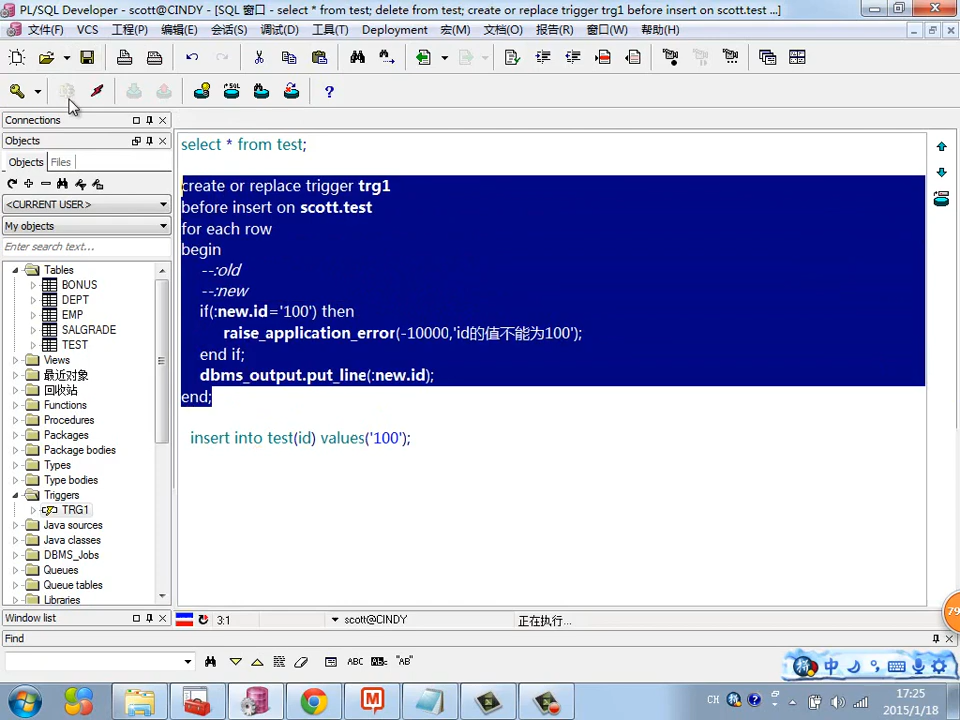 PL/SQL Developer - scott@CINDY - [SQL 窗口 - select * from test; delete from test; create or replace trigger trg1 before insert on scott.test ...]
文件(F) VCS 工程(P) 编辑(E) 会话(S) 调试(D) 工具(T) Deployment 宏(M) 文档(O) 报告(R) 窗口(W) 帮助(H)
SQL
?
Connections
Objects
Objects Files
<CURRENT USER>
My objects
Enter search text...
Tables
BONUS
DEPT
EMP
SALGRADE
TEST
Views
最近对象
回收站
Functions
Procedures
Packages
Package bodies
Types
Type bodies
Triggers
TRG1
Java sources
Java classes
DBMS_Jobs
Queues
Queue tables
Libraries
select * from test;
create or replace trigger trg1
before insert on scott.test
for each row
begin
--:old
--:new
if(:new.id='100') then
raise_application_error(-10000,'id的值不能为100');
end if;
dbms_output.put_line(:new.id);
end;
insert into test(id) values('100');
Window list
3:1 scott@CINDY 正在执行...
Find
ABC "AB"
79
中
CH
17:25
2015/1/18